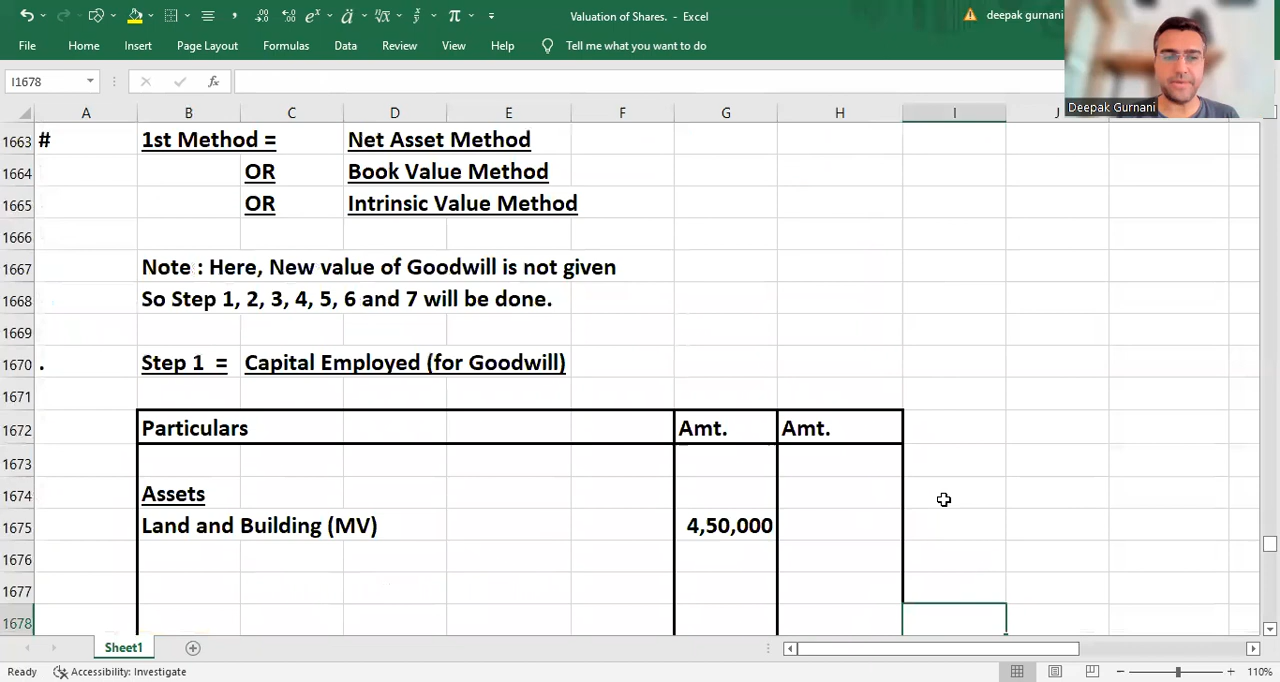 Valuation of Shares. - Excel
deepak gurnani
File Home Insert Page Layout Formulas Data Review View Help Tell me what you want to do
Deepak Gurnani
I1678 fx
A B C D E F G H I J
1663 # 1st Method = Net Asset Method
1664 OR Book Value Method
1665 OR Intrinsic Value Method
1666
1667 Note : Here, New value of Goodwill is not given
1668 So Step 1, 2, 3, 4, 5, 6 and 7 will be done.
1669
1670 . Step 1 = Capital Employed (for Goodwill)
1671
1672 Particulars Amt. Amt.
1673
1674 Assets
1675 Land and Building (MV) 4,50,000
1676
1677
1678
Sheet1
Ready Accessibility: Investigate 110%